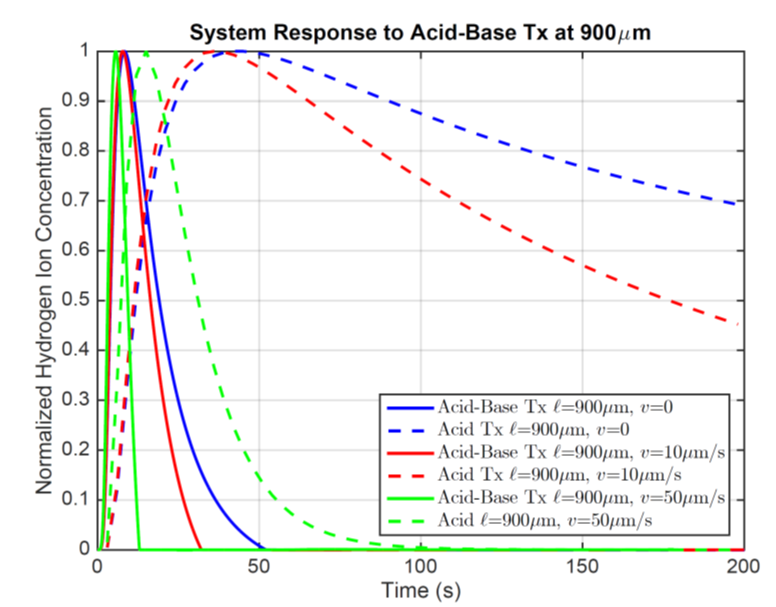 System Response to Acid-Base Tx at 900μm
Normalized Hydrogen Ion Concentration
1
0.9
0.8
0.7
0.6
0.5
0.4
0.3
0.2
0.1
0
Acid-Base Tx ℓ=900μm, v=0
Acid Tx ℓ=900μm, v=0
Acid-Base Tx ℓ=900μm, v=10μm/s
Acid Tx ℓ=900μm, v=10μm/s
Acid-Base Tx ℓ=900μm, v=50μm/s
Acid ℓ=900μm, v=50μm/s
0 50 100 150 200
Time (s)